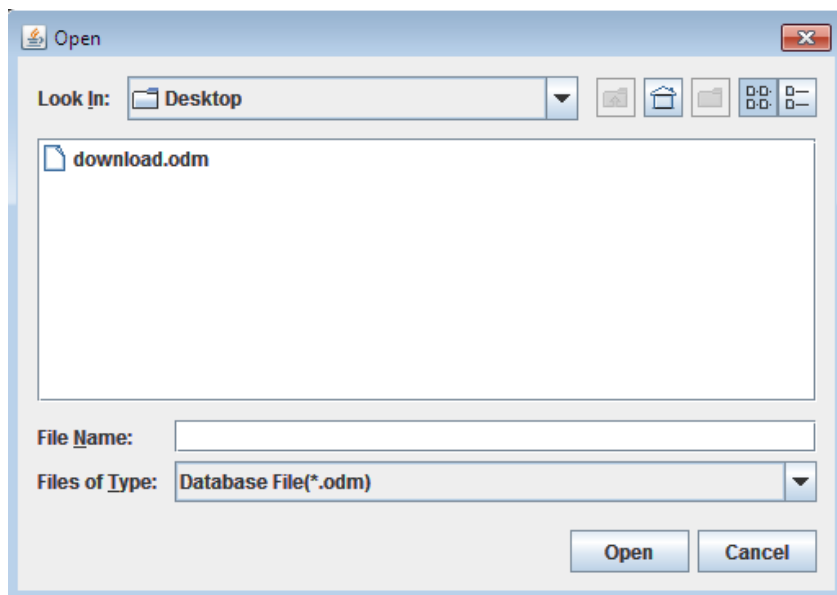 Open
Look In: Desktop
download.odm
File Name:
Files of Type: Database File(*.odm)
Open Cancel